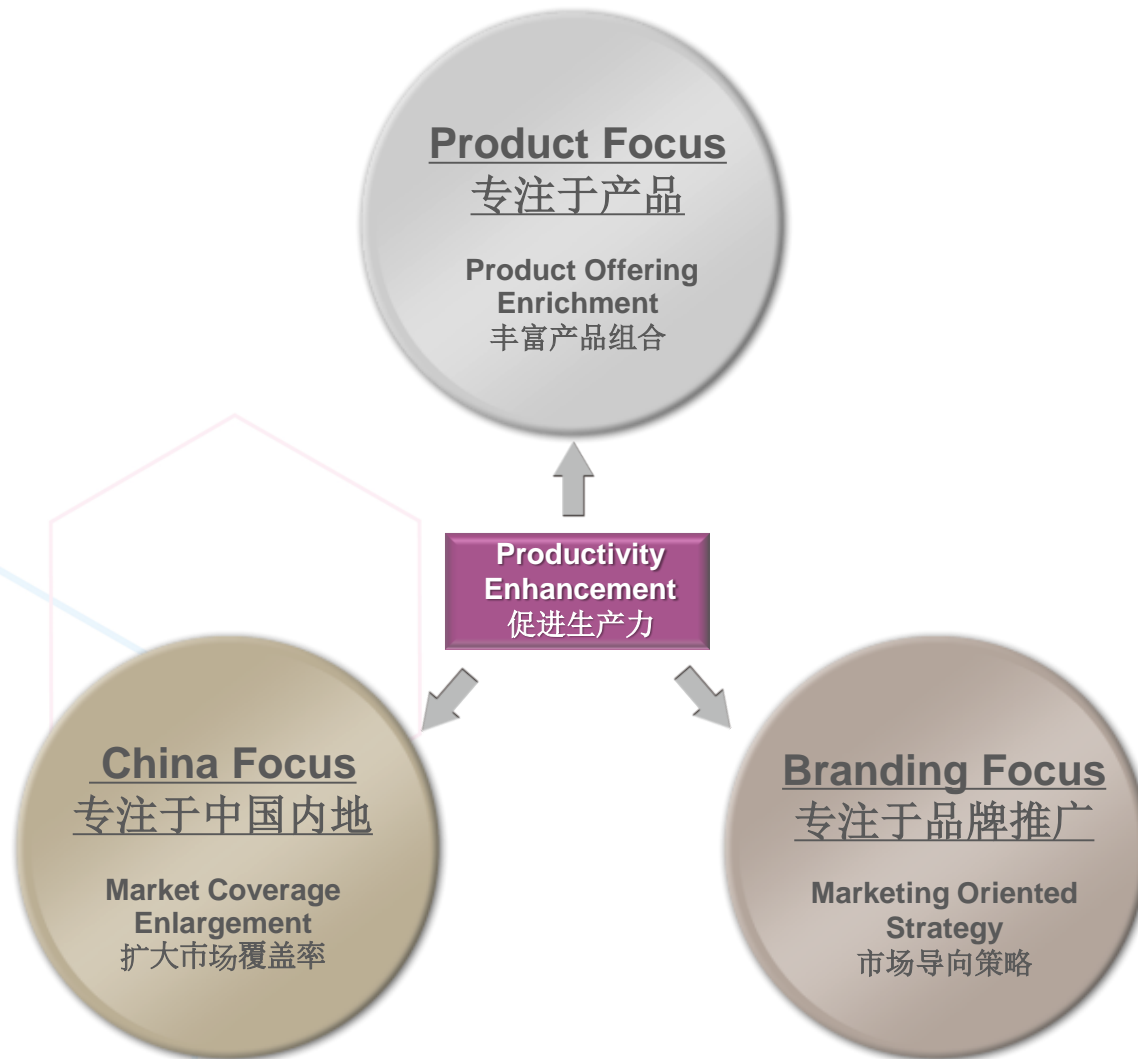 Product Focus
专注于产品
Product Offering
Enrichment
丰富产品组合
Productivity
Enhancement
促进生产力
China Focus
专注于中国内地
Market Coverage
Enlargement
扩大市场覆盖率
Branding Focus
专注于品牌推广
Marketing Oriented
Strategy
市场导向策略